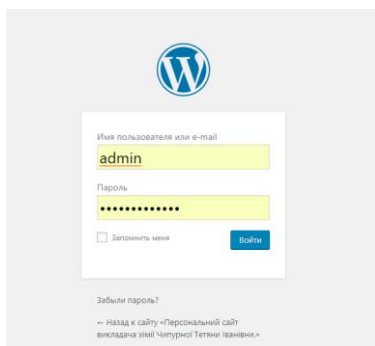 Имя пользователя или e-mail
admin
Пароль
•••••••••••••
Запомнить меня
Войти
Забыли пароль?
← Назад к сайту «Персональний сайт
викладача хімії Чипурної Тетяни Іванівни.»